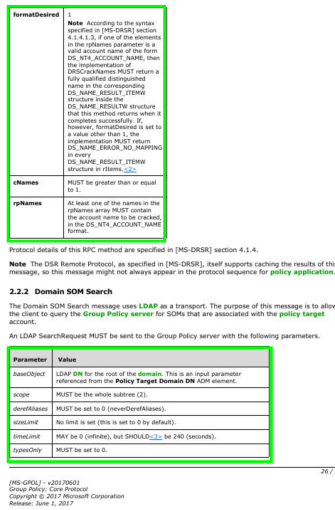 formatDesired 1
Note According to the syntax
specified in [MS-DRSR] section
4.1.4.1.3, if one of the elements
in the rpNames parameter is a
valid account name of the form
DS_NT4_ACCOUNT_NAME, then
the implementation of
DRSCrackNames MUST return a
fully qualified distinguished
name in the corresponding
DS_NAME_RESULT_ITEMW
structure inside the
DS_NAME_RESULTW structure
that this method returns when it
completes successfully. If,
however, formatDesired is set to
a value other than 1, the
implementation MUST return
DS_NAME_ERROR_NO_MAPPING
in every
DS_NAME_RESULT_ITEMW
structure in rItems.<2>
cNames MUST be greater than or equal
to 1.
rpNames At least one of the names in the
rpNames array MUST contain
the account name to be cracked,
in the DS_NT4_ACCOUNT_NAME
format.
Protocol details of this RPC method are specified in [MS-DRSR] section 4.1.4.
Note The DSR Remote Protocol, as specified in [MS-DRSR], itself supports caching the results of this
message, so this message might not always appear in the protocol sequence for policy application.
2.2.2 Domain SOM Search
The Domain SOM Search message uses LDAP as a transport. The purpose of this message is to allow
the client to query the Group Policy server for SOMs that are associated with the policy target
account.
An LDAP SearchRequest MUST be sent to the Group Policy server with the following parameters.
Parameter Value
baseObject LDAP DN for the root of the domain. This is an input parameter
referenced from the Policy Target Domain DN ADM element.
scope MUST be the whole subtree (2).
derefAliases MUST be set to 0 (neverDerefAliases).
sizeLimit No limit is set (this is set to 0 by default).
timeLimit MAY be 0 (infinite), but SHOULD<3> be 240 (seconds).
typesOnly MUST be set to 0.
26 /
[MS-GPOL] - v20170601
Group Policy: Core Protocol
Copyright © 2017 Microsoft Corporation
Release: June 1, 2017